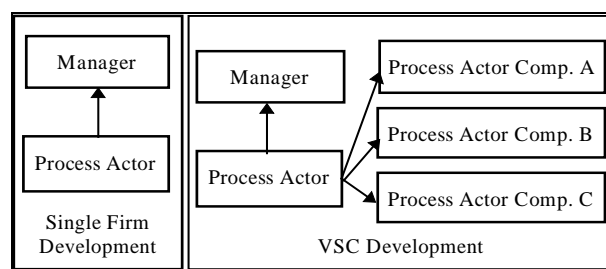 Manager
Process Actor
Single Firm
Development
Manager
Process Actor
Process Actor Comp. A
Process Actor Comp. B
Process Actor Comp. C
VSC Development